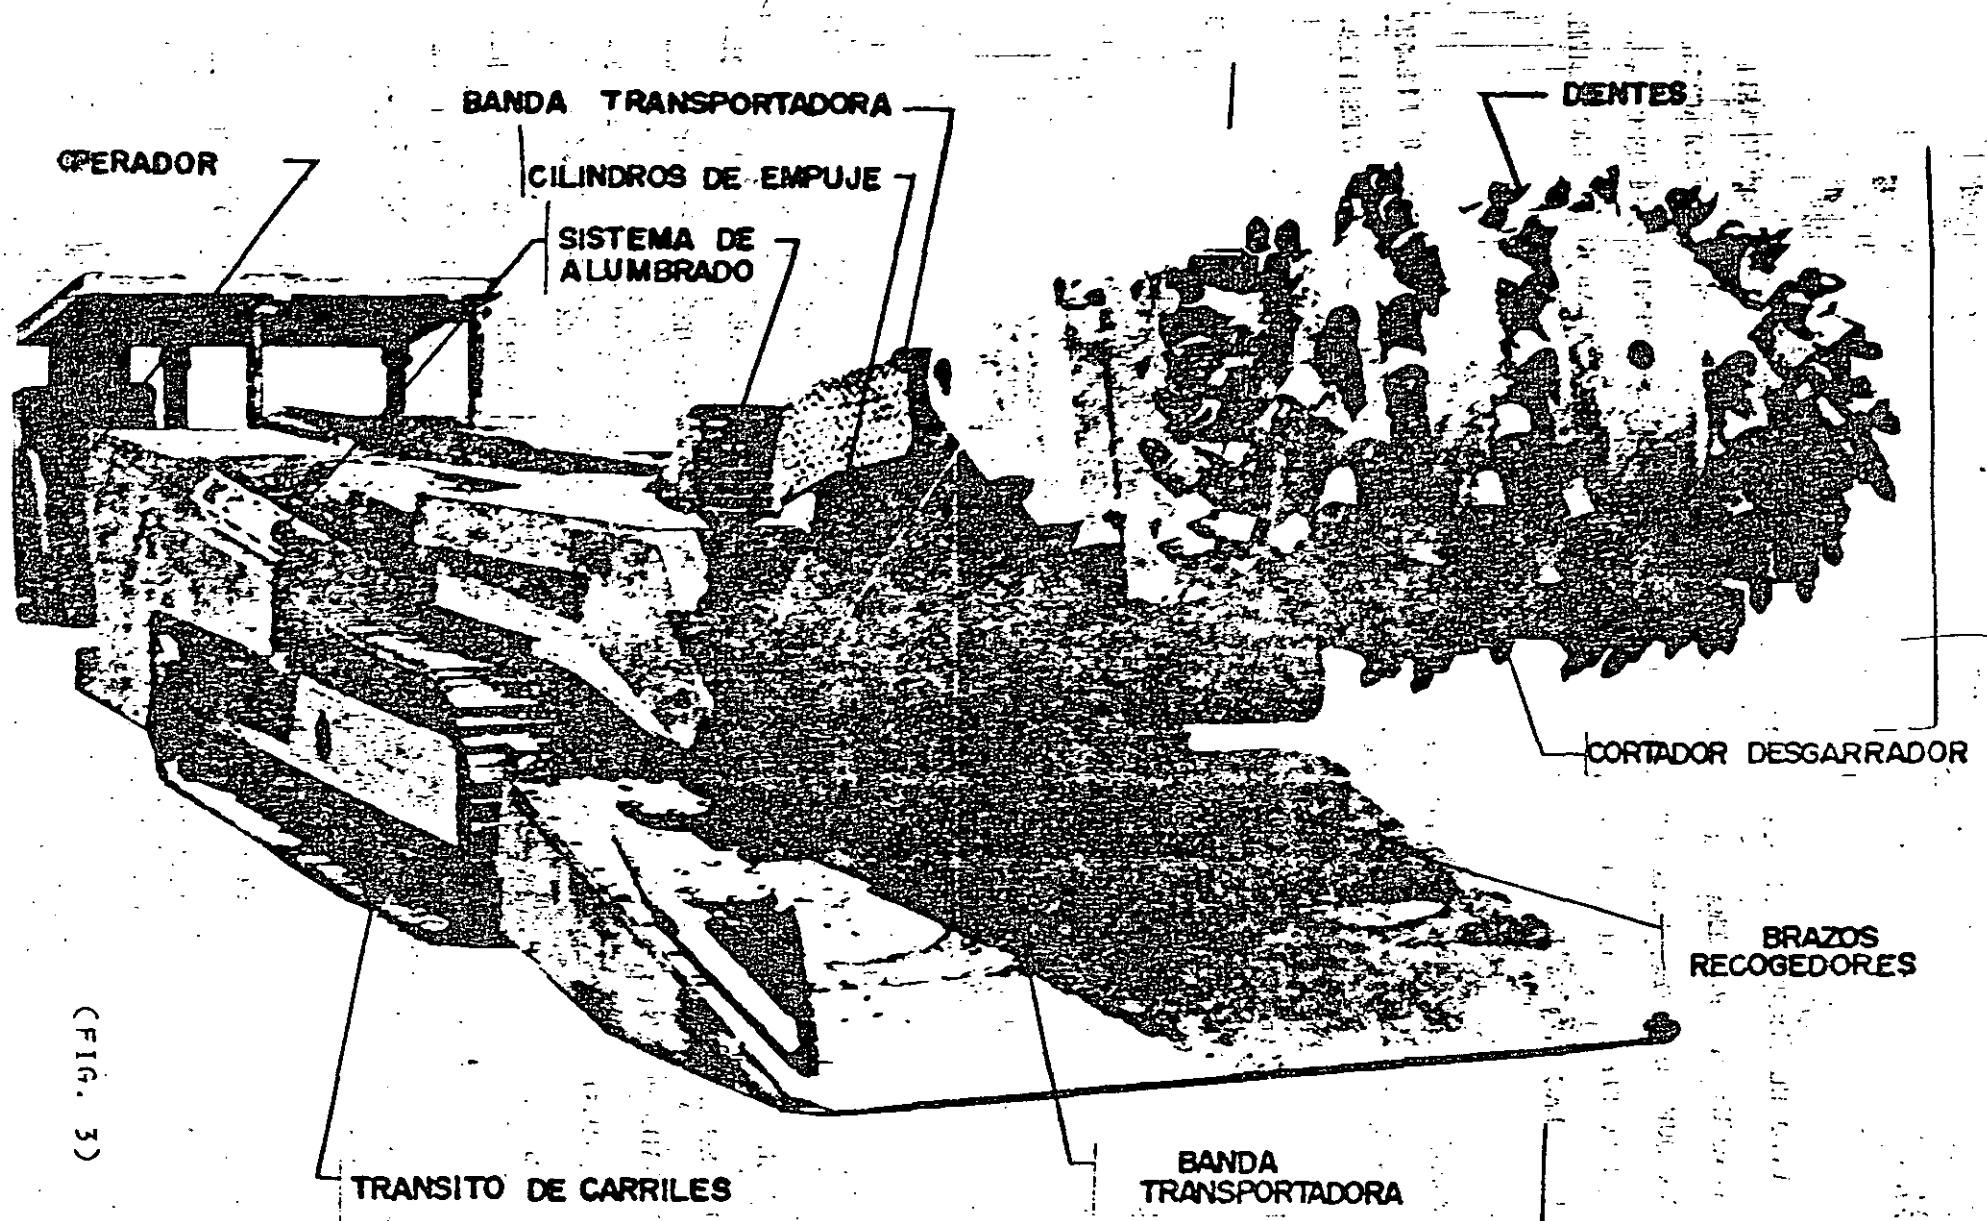 BANDA TRANSPORTADORA
DIENTES
OPERADOR
CILINDROS DE EMPUJE
SISTEMA DE
ALUMBRADO
CORTADOR DESGARRADOR
BRAZOS
RECOGEDORES
(FIG. 3)
BANDA
TRANSPORTADORA
TRANSITO DE CARRILES